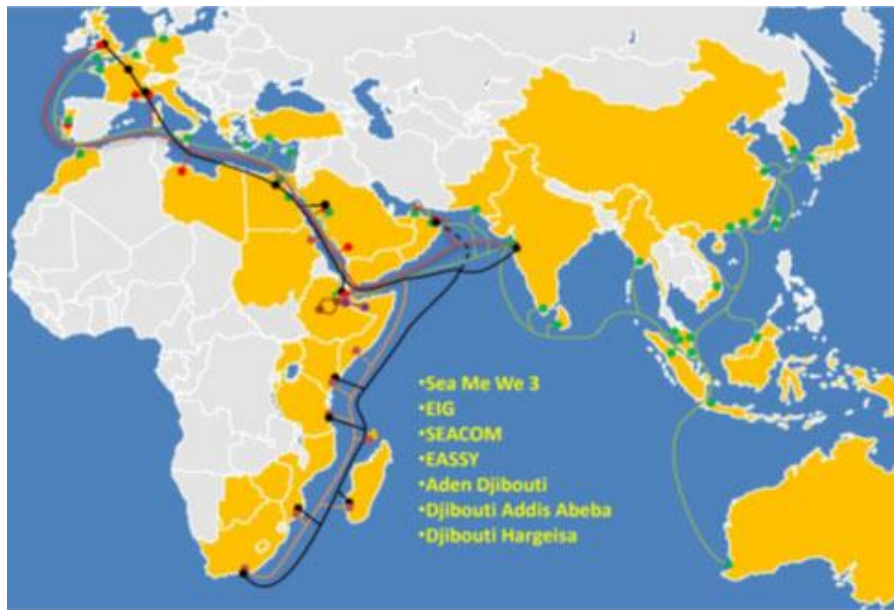 •Sea Me We 3
•EIG
•SEACOM
•EASSY
•Aden Djibouti
•Djibouti Addis Abeba
•Djibouti Hargeisa